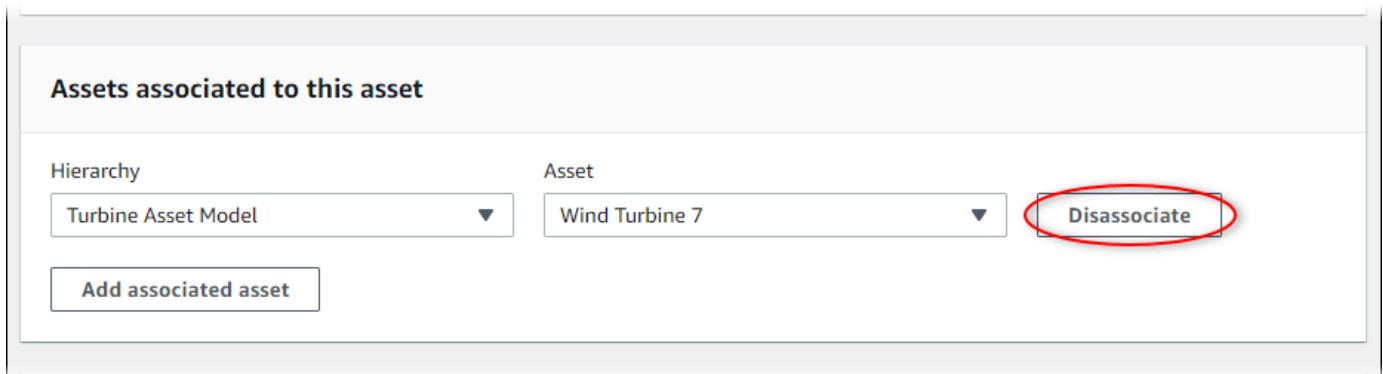 Assets associated to this asset
Hierarchy
Asset
Turbine Asset Model
Wind Turbine 7
Disassociate
Add associated asset